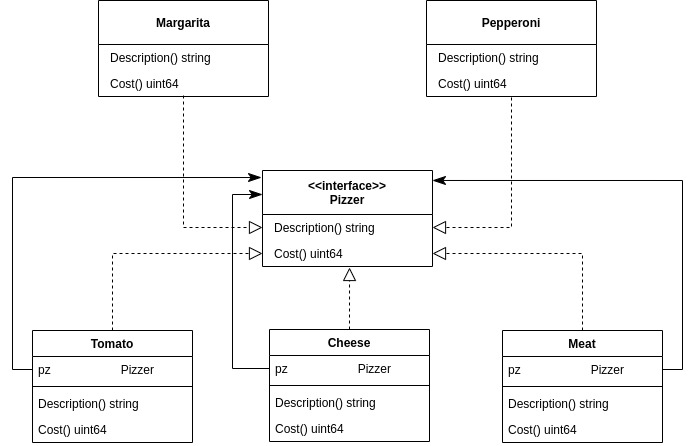 Margarita
Description() string
Cost() uint64
Pepperoni
Description() string
Cost() uint64
<<interface>>
Pizzer
Description() string
Cost() uint64
Tomato
pz Pizzer
Description() string
Cost() uint64
Cheese
pz Pizzer
Description() string
Cost() uint64
Meat
pz Pizzer
Description() string
Cost() uint64